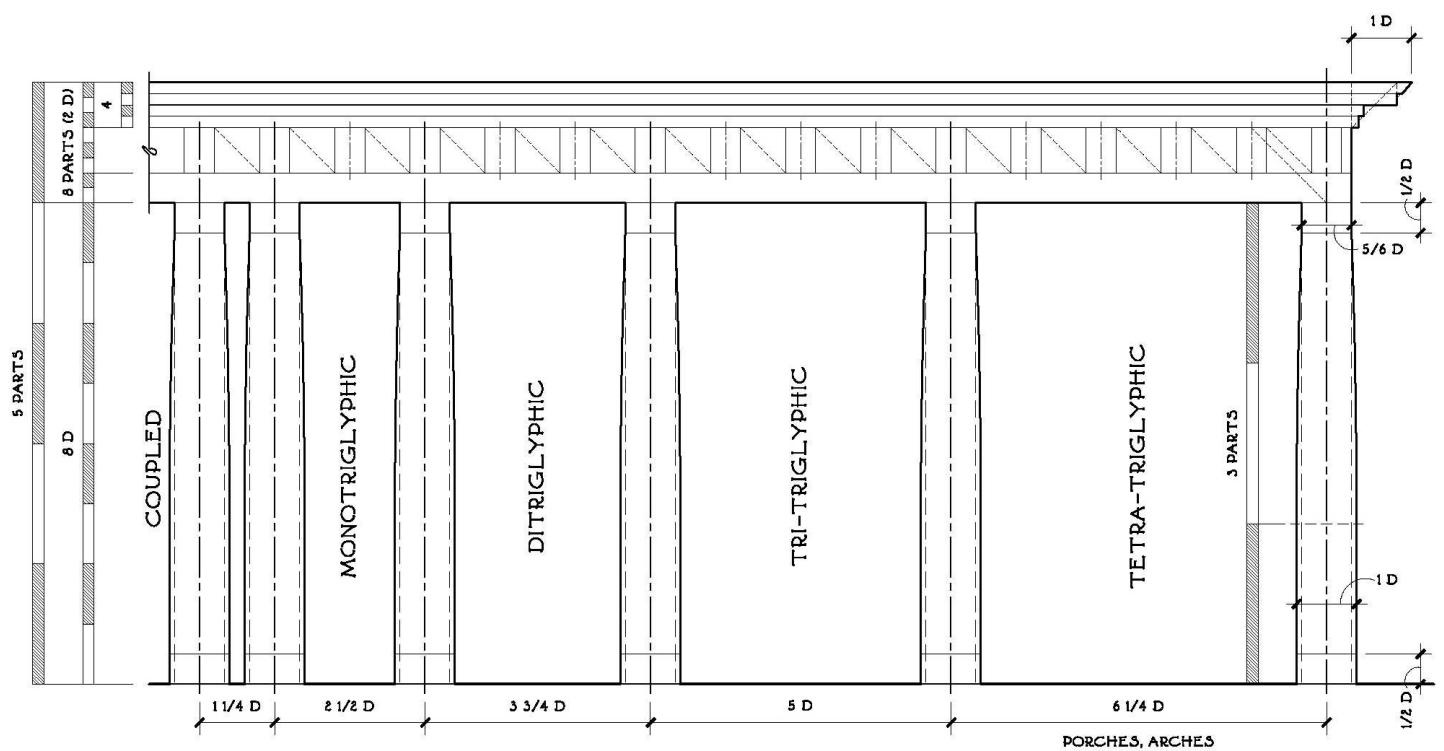 1 D
8 PARTS (2 D)
4
1/2 D
5/6 D
5 PARTS
8 D
COUPLED
MONOTRIGLYPHIC
DITRIGLYPHIC
TRI-TRIGLYPHIC
TETRA-TRIGLYPHIC
3 PARTS
1 D
1/2 D
1 1/4 D
2 1/2 D
3 3/4 D
5 D
6 1/4 D
PORCHES, ARCHES